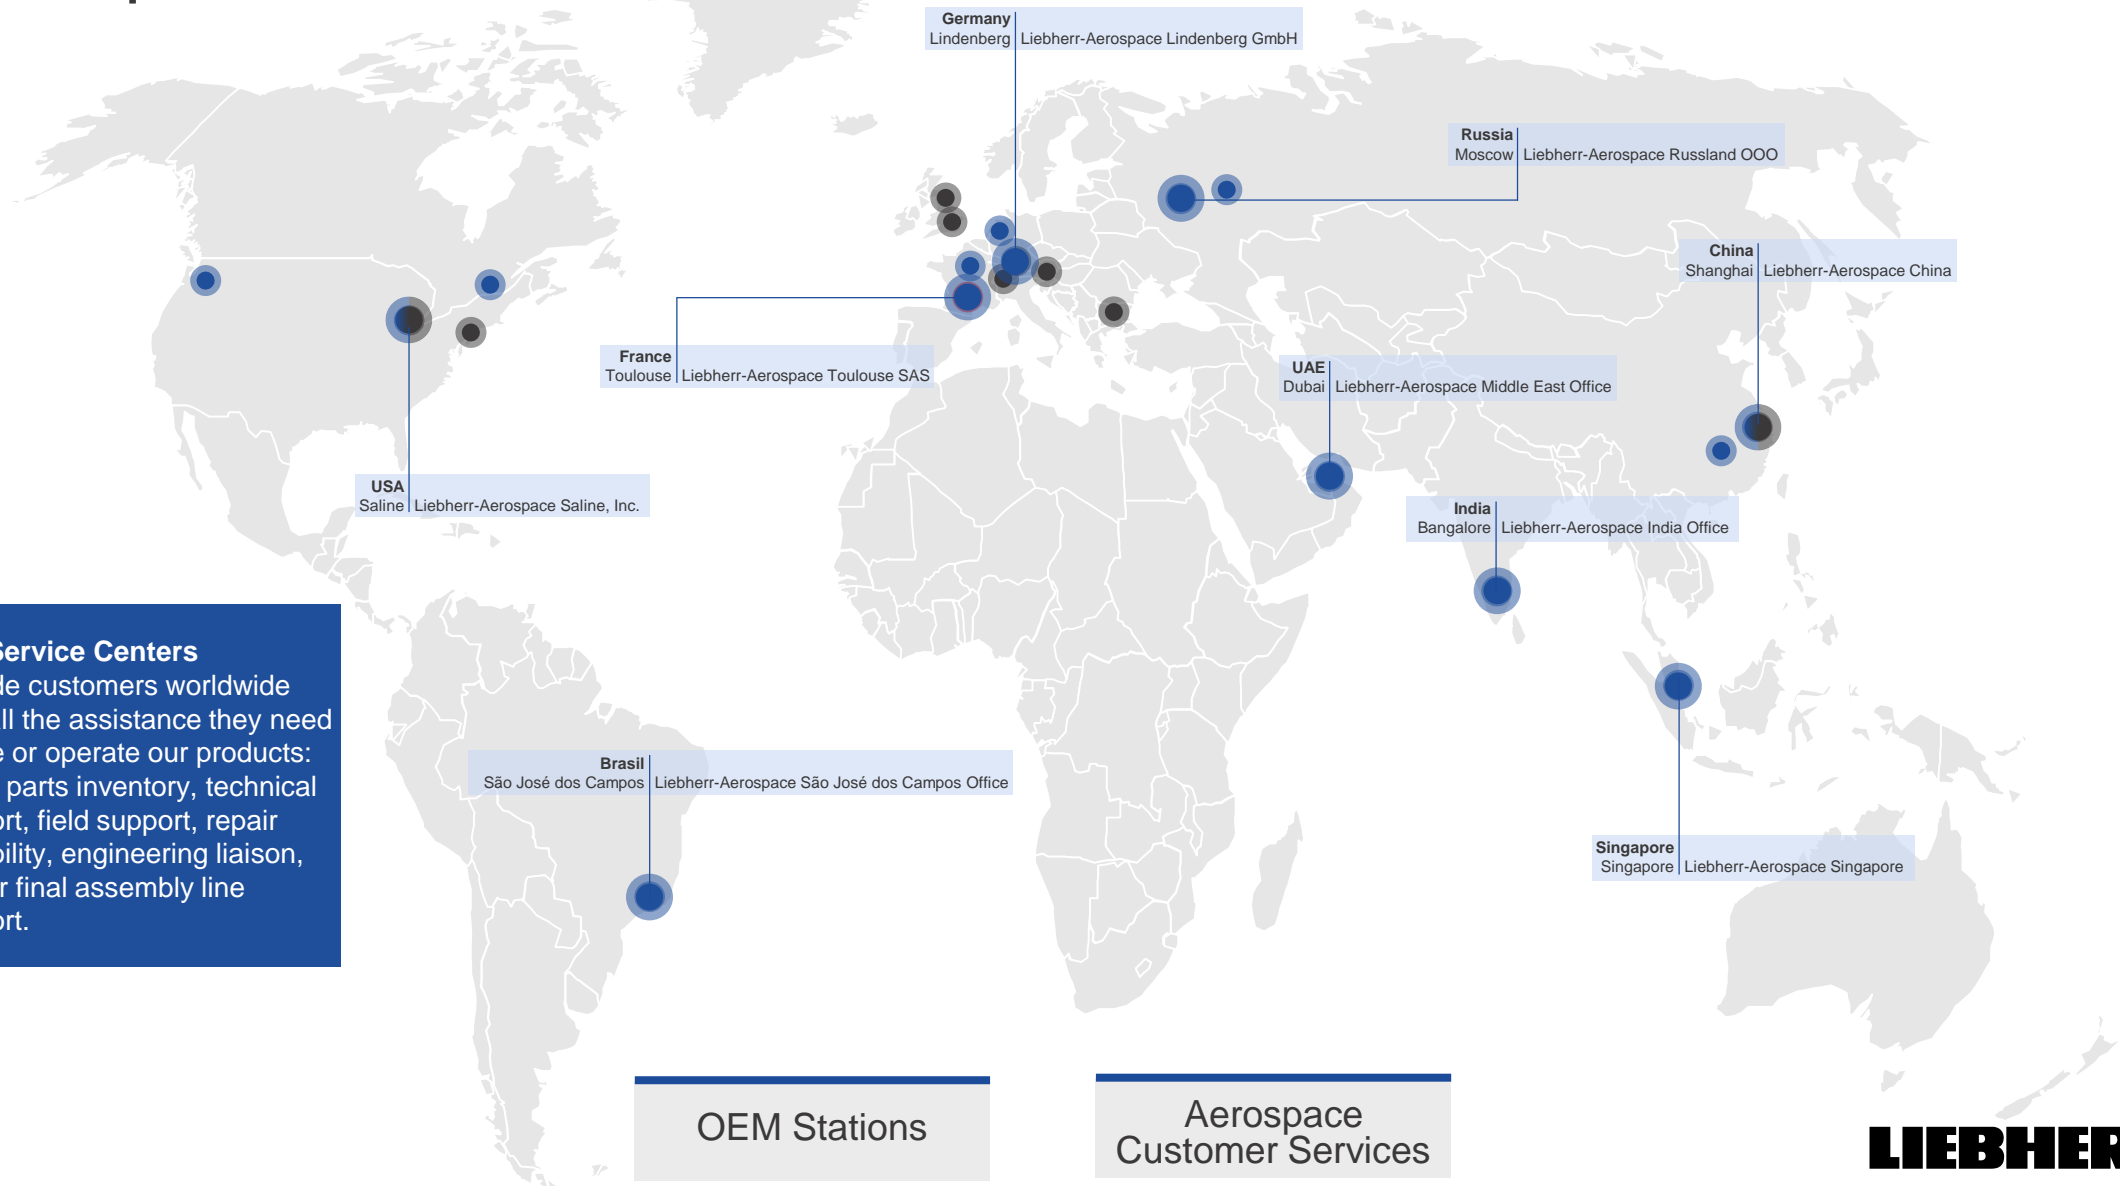 Germany
Lindenberg Liebherr-Aerospace Lindenberg GmbH
Russia
Moscow Liebherr-Aerospace Russland OOO
China
Shanghai Liebherr-Aerospace China
France
Toulouse Liebherr-Aerospace Toulouse SAS
UAE
Dubai Liebherr-Aerospace Middle East Office
USA
Saline Liebherr-Aerospace Saline, Inc.
India
Bangalore Liebherr-Aerospace India Office
Service Centers
de customers worldwide
ll the assistance they need
e or operate our products:
parts inventory, technical
ort, field support, repair
bility, engineering liaison,
r final assembly line
ort.
Brasil
São José dos Campos Liebherr-Aerospace São José dos Campos Office
Singapore
Singapore Liebherr-Aerospace Singapore
OEM Stations
Aerospace
Customer Services
LIEBHER